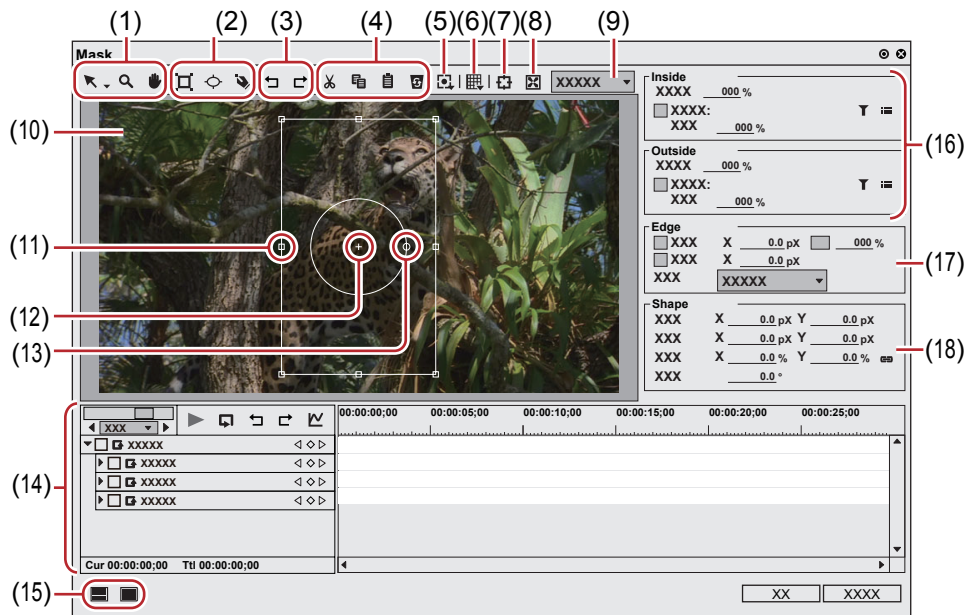 (1) (2) (3) (4) (5) (6) (7) (8) (9)
Mask
XXXXX
(10)
(11)
(12)
(13)
Inside
XXXX 000 %
XXXX:
XXX 000 %
Outside
XXXX 000 %
XXXX:
XXX 000 %
(16)
Edge
XXX X 0.0 pX 000 %
XXX X 0.0 pX
XXX XXXXX
(17)
Shape
XXX X 0.0 pX Y 0.0 pX
XXX X 0.0 pX Y 0.0 pX
XXX X 0.0 % Y 0.0 %
XXX 0.0 °
(18)
(14)
XXX
00:00:00;00 00:00:05;00 00:00:10;00 00:00:15;00 00:00:20;00 00:00:25;00
XXXXX
XXXXX
XXXXX
XXXXX
Cur 00:00:00;00 Ttl 00:00:00;00
(15)
XX XXXX